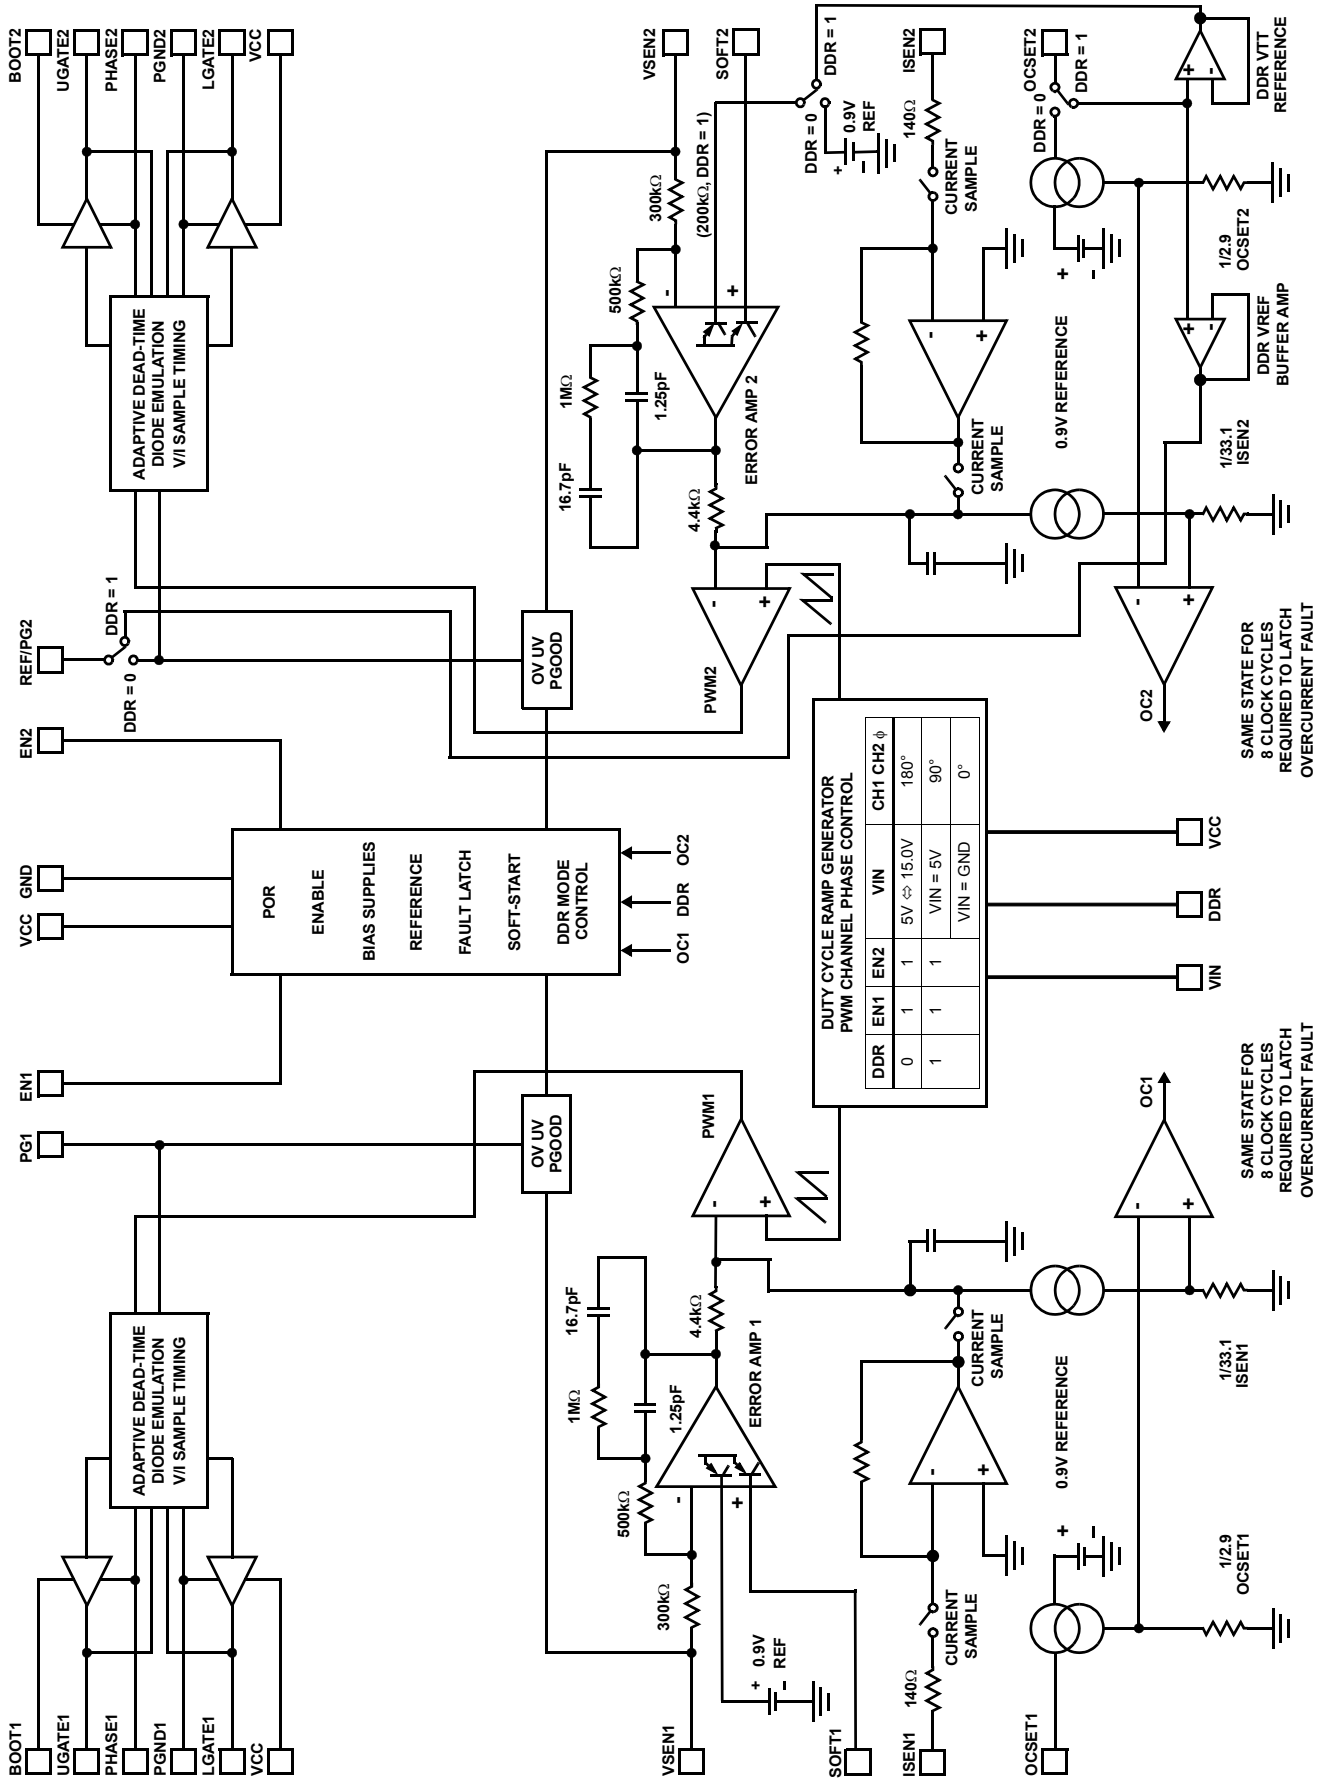 BOOT1
UGATE1
PHASE1
PGND1
LGATE1
VCC
ADAPTIVE DEAD-TIME
DIODE EMULATION
V/I SAMPLE TIMING
PG1
EN1
VCC
GND
EN2
REF/PG2
DDR = 0
DDR = 1
ADAPTIVE DEAD-TIME
DIODE EMULATION
V/I SAMPLE TIMING
BOOT2
UGATE2
PHASE2
PGND2
LGATE2
VCC
POR
ENABLE
BIAS SUPPLIES
REFERENCE
FAULT LATCH
SOFT-START
DDR MODE
CONTROL
OC1
DDR
OC2
OV UV
PGOOD
OV UV
PGOOD
VSEN1
300kΩ
500kΩ
1MΩ
16.7pF
1.25pF
4.4kΩ
-
+
ERROR AMP 1
0.9V
REF
+
-
SOFT1
PWM1
-
+
PWM2
-
+
4.4kΩ
16.7pF
1MΩ
1.25pF
500kΩ
300kΩ
(200kΩ, DDR = 1)
-
+
ERROR AMP 2
VSEN2
SOFT2
DDR = 0
DDR = 1
0.9V
REF
+
-
DUTY CYCLE RAMP GENERATOR
PWM CHANNEL PHASE CONTROL
DDR EN1 EN2 VIN CH1 CH2 ϕ
0 1 1 5V ⇔ 15.0V 180°
1 1 1 VIN = 5V 90°
VIN = GND 0°
VIN
DDR
VCC
ISEN1
140Ω
CURRENT
SAMPLE
-
+
CURRENT
SAMPLE
CURRENT
SAMPLE
-
+
CURRENT
SAMPLE
140Ω
ISEN2
OCSET1
+
-
0.9V REFERENCE
1/2.9
OCSET1
1/33.1
ISEN1
-
+
OC1
SAME STATE FOR
8 CLOCK CYCLES
REQUIRED TO LATCH
OVERCURRENT FAULT
OC2
-
+
SAME STATE FOR
8 CLOCK CYCLES
REQUIRED TO LATCH
OVERCURRENT FAULT
1/33.1
ISEN2
0.9V REFERENCE
+
-
1/2.9
OCSET2
DDR = 0
DDR = 1
OCSET2
+
-
DDR VREF
BUFFER AMP
+
-
DDR VTT
REFERENCE